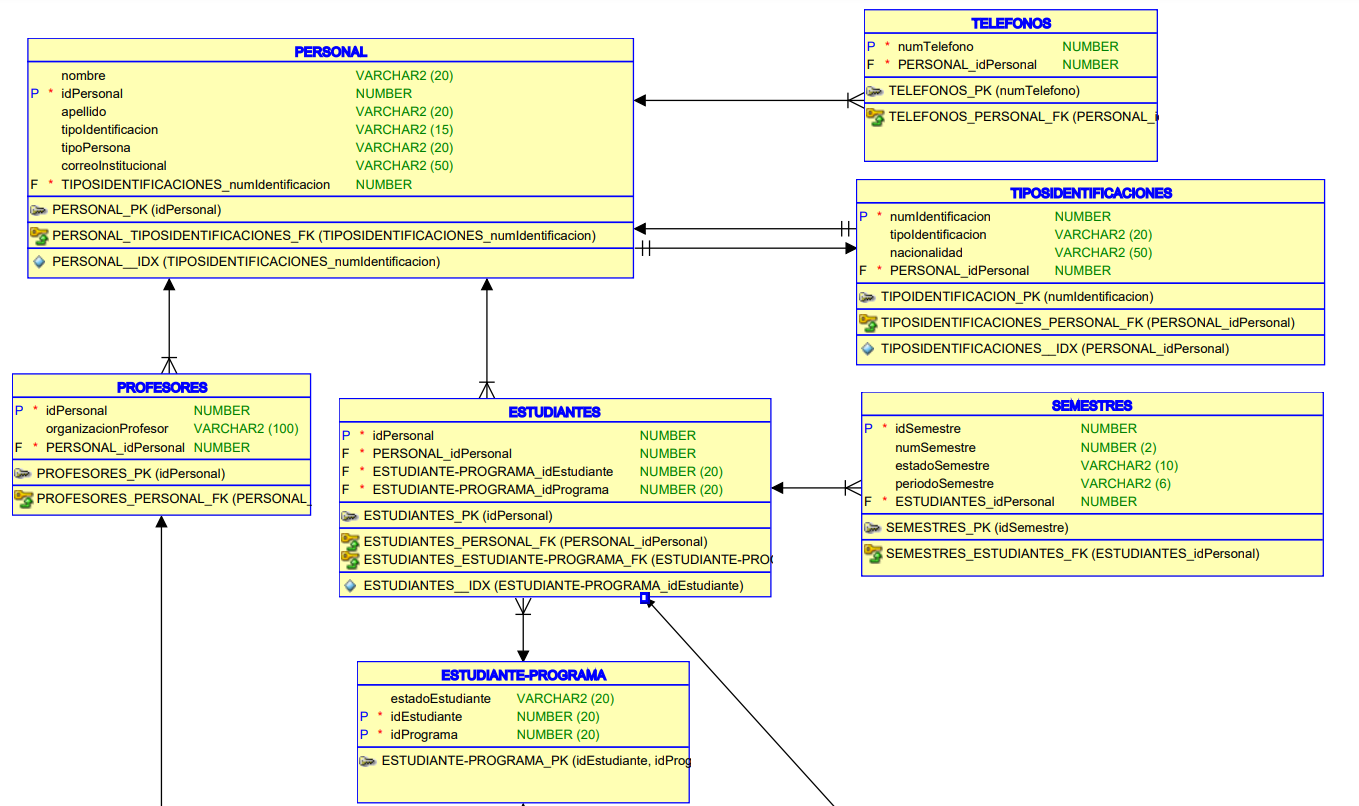 PERSONAL
nombre VARCHAR2 (20)
P * idPersonal NUMBER
apellido VARCHAR2 (20)
tipoIdentificacion VARCHAR2 (15)
tipoPersona VARCHAR2 (20)
correoInstitucional VARCHAR2 (50)
F * TIPOSIDENTIFICACIONES_numIdentificacion NUMBER
PERSONAL_PK (idPersonal)
PERSONAL_TIPOSIDENTIFICACIONES_FK (TIPOSIDENTIFICACIONES_numIdentificacion)
PERSONAL__IDX (TIPOSIDENTIFICACIONES_numIdentificacion)
TELEFONOS
P * numTelefono NUMBER
F * PERSONAL_idPersonal NUMBER
TELEFONOS_PK (numTelefono)
TELEFONOS_PERSONAL_FK (PERSONAL_i
TIPOSIDENTIFICACIONES
P * numIdentificacion NUMBER
tipoIdentificacion VARCHAR2 (20)
nacionalidad VARCHAR2 (50)
F * PERSONAL_idPersonal NUMBER
TIPOIDENTIFICACION_PK (numIdentificacion)
TIPOSIDENTIFICACIONES_PERSONAL_FK (PERSONAL_idPersonal)
TIPOSIDENTIFICACIONES__IDX (PERSONAL_idPersonal)
PROFESORES
P * idPersonal NUMBER
organizacionProfesor VARCHAR2 (100)
F * PERSONAL_idPersonal NUMBER
PROFESORES_PK (idPersonal)
PROFESORES_PERSONAL_FK (PERSONAL_
ESTUDIANTES
P * idPersonal NUMBER
F * PERSONAL_idPersonal NUMBER
F * ESTUDIANTE-PROGRAMA_idEstudiante NUMBER (20)
F * ESTUDIANTE-PROGRAMA_idPrograma NUMBER (20)
ESTUDIANTES_PK (idPersonal)
ESTUDIANTES_PERSONAL_FK (PERSONAL_idPersonal)
ESTUDIANTES_ESTUDIANTE-PROGRAMA_FK (ESTUDIANTE-PROG
ESTUDIANTES__IDX (ESTUDIANTE-PROGRAMA_idEstudiante)
SEMESTRES
P * idSemestre NUMBER
numSemestre NUMBER (2)
estadoSemestre VARCHAR2 (10)
periodoSemestre VARCHAR2 (6)
F * ESTUDIANTES_idPersonal NUMBER
SEMESTRES_PK (idSemestre)
SEMESTRES_ESTUDIANTES_FK (ESTUDIANTES_idPersonal)
ESTUDIANTE-PROGRAMA
estadoEstudiante VARCHAR2 (20)
P * idEstudiante NUMBER (20)
P * idPrograma NUMBER (20)
ESTUDIANTE-PROGRAMA_PK (idEstudiante, idProg